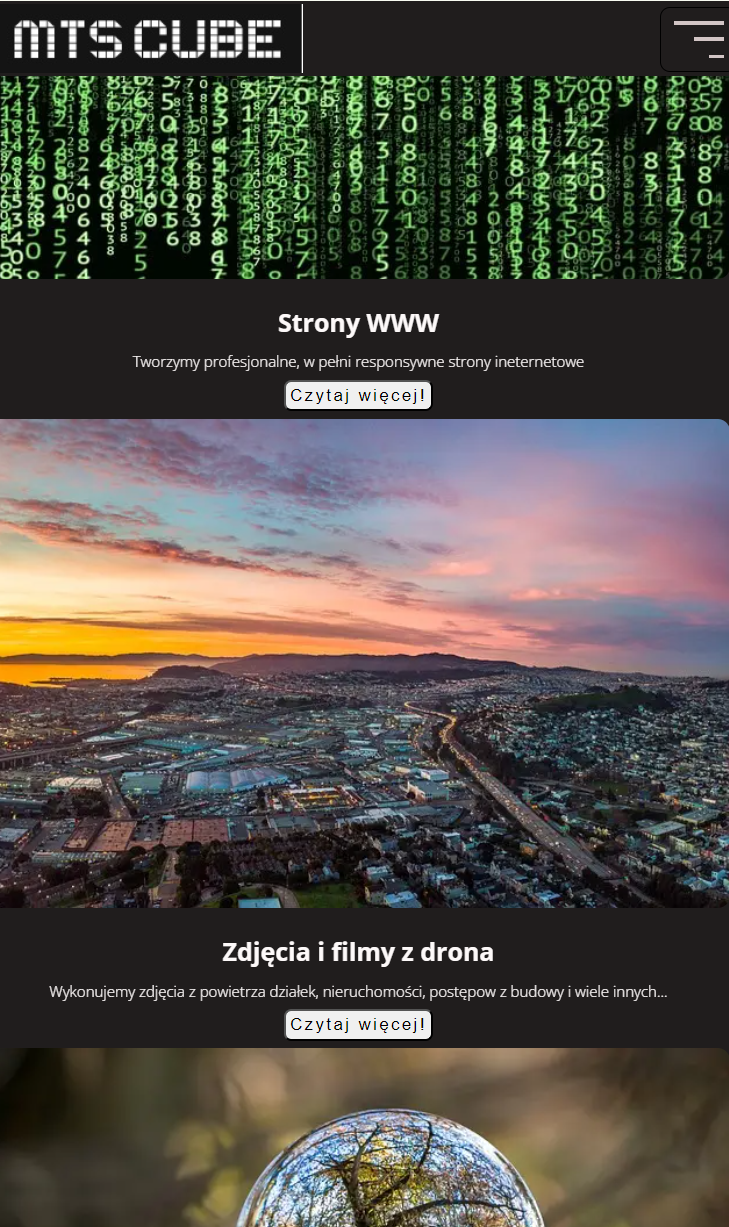 MTS CUBE
Strony WWW
Tworzymy profesjonalne, w pełni responsywne strony ineternetowe
Czytaj więcej!
Zdjęcia i filmy z drona
Wykonujemy zdjęcia z powietrza działek, nieruchomości, postępow z budowy i wiele innych...
Czytaj więcej!